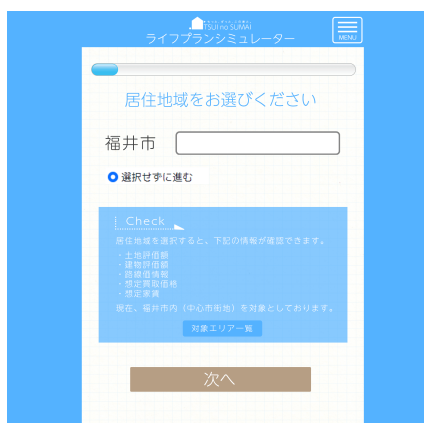 TSUI no SUMAI
ライフプランシミュレーター
MENU
居住地域をお選びください
福井市
選択せずに進む
Check
居住地域を選択すると、下記の情報が確認できます。
・土地評価額
・建物評価額
・路線価情報
・想定買取価格
・想定家賃
現在、福井市内（中心市街地）を対象としております。
対象エリア一覧
次へ